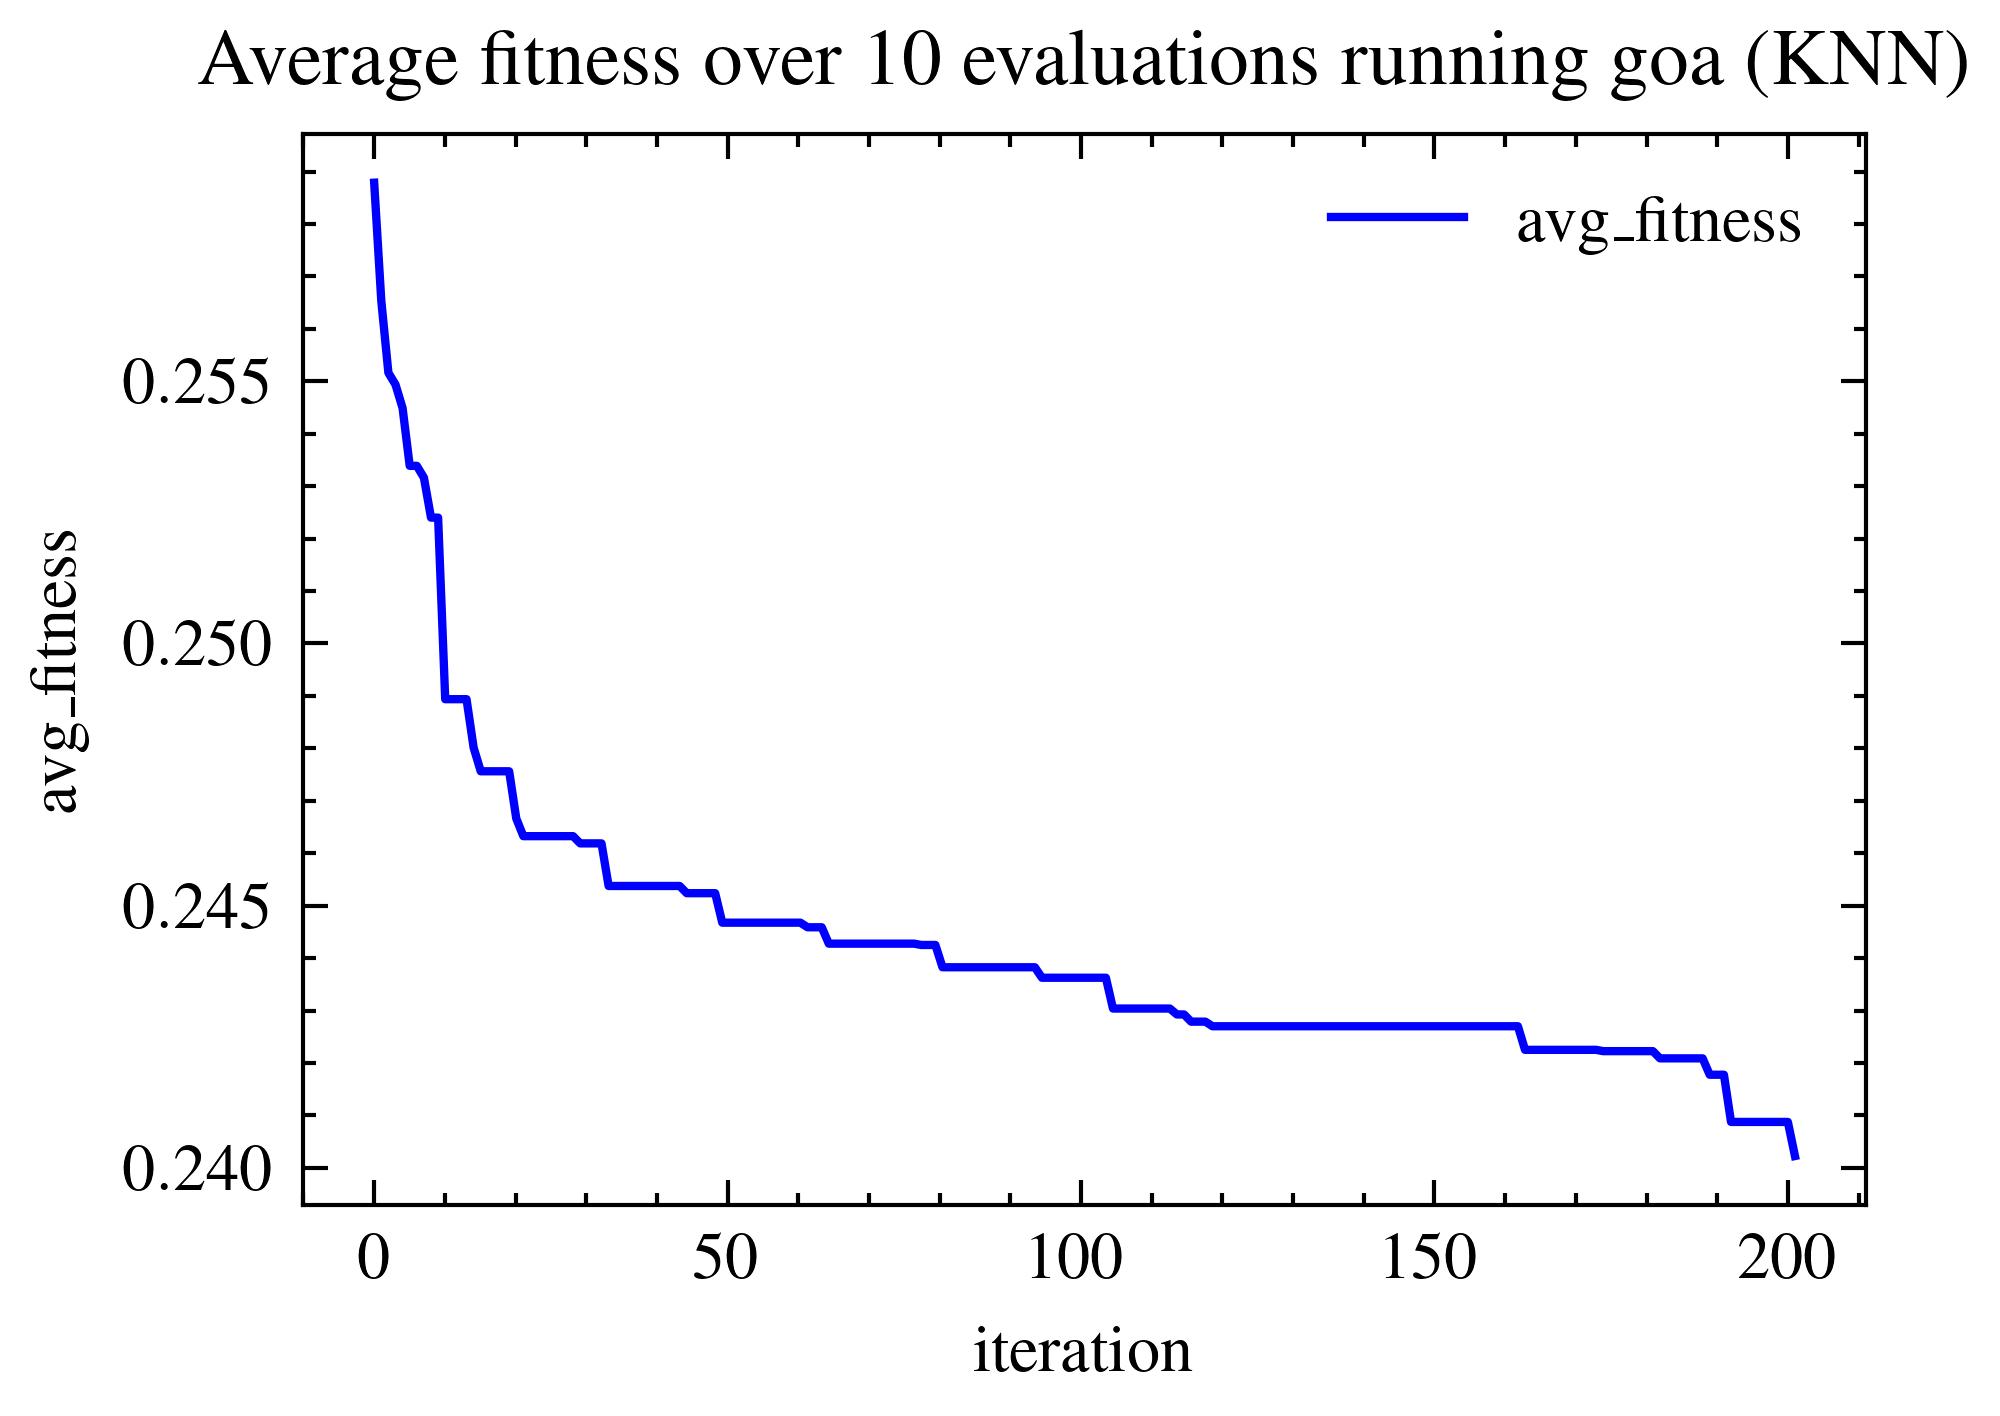 Average fitness over 10 evaluations running goa (KNN)
avg_fitness
avg_fitness
0.255
0.250
0.245
0.240
0 50 100 150 200
iteration